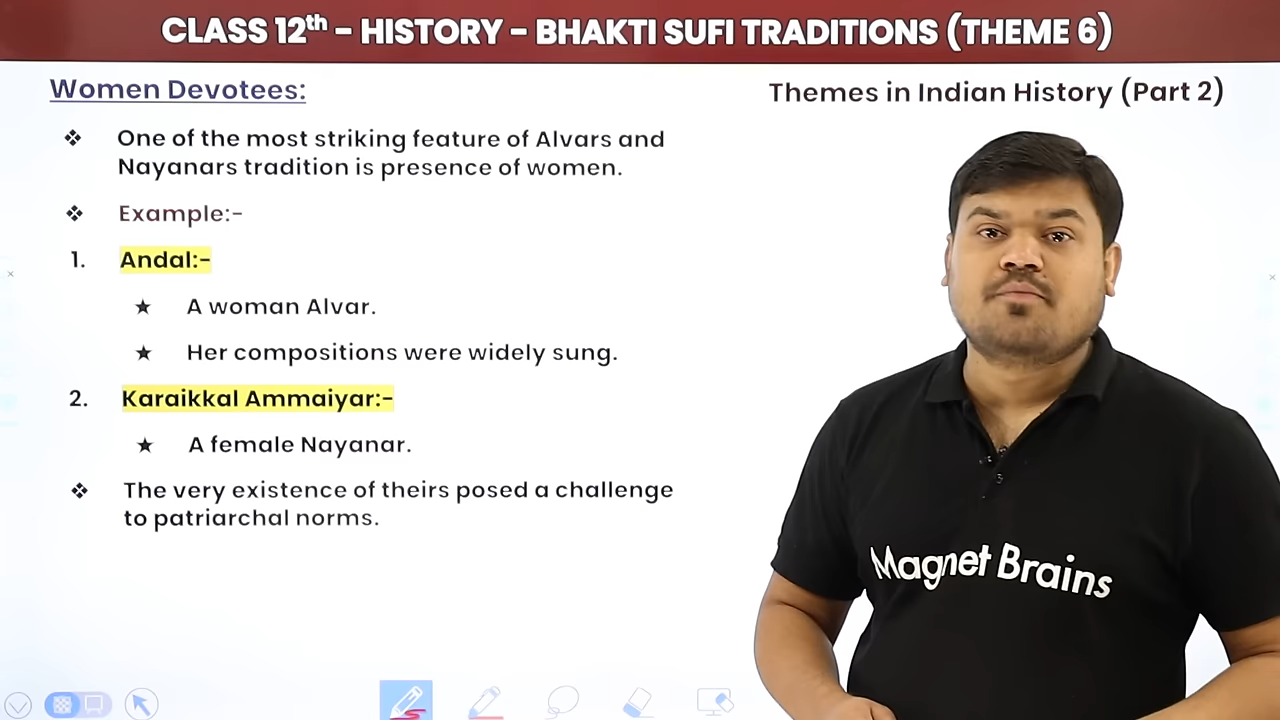 CLASS 12th - HISTORY - BHAKTI SUFI TRADITIONS (THEME 6)
Women Devotees:
Themes in Indian History (Part 2)
❖ One of the most striking feature of Alvars and
Nayanars tradition is presence of women.
❖ Example:-
1. Andal:-
★ A woman Alvar.
★ Her compositions were widely sung.
2. Karaikkal Ammaiyar:-
★ A female Nayanar.
❖ The very existence of theirs posed a challenge
to patriarchal norms.
Magnet Brains